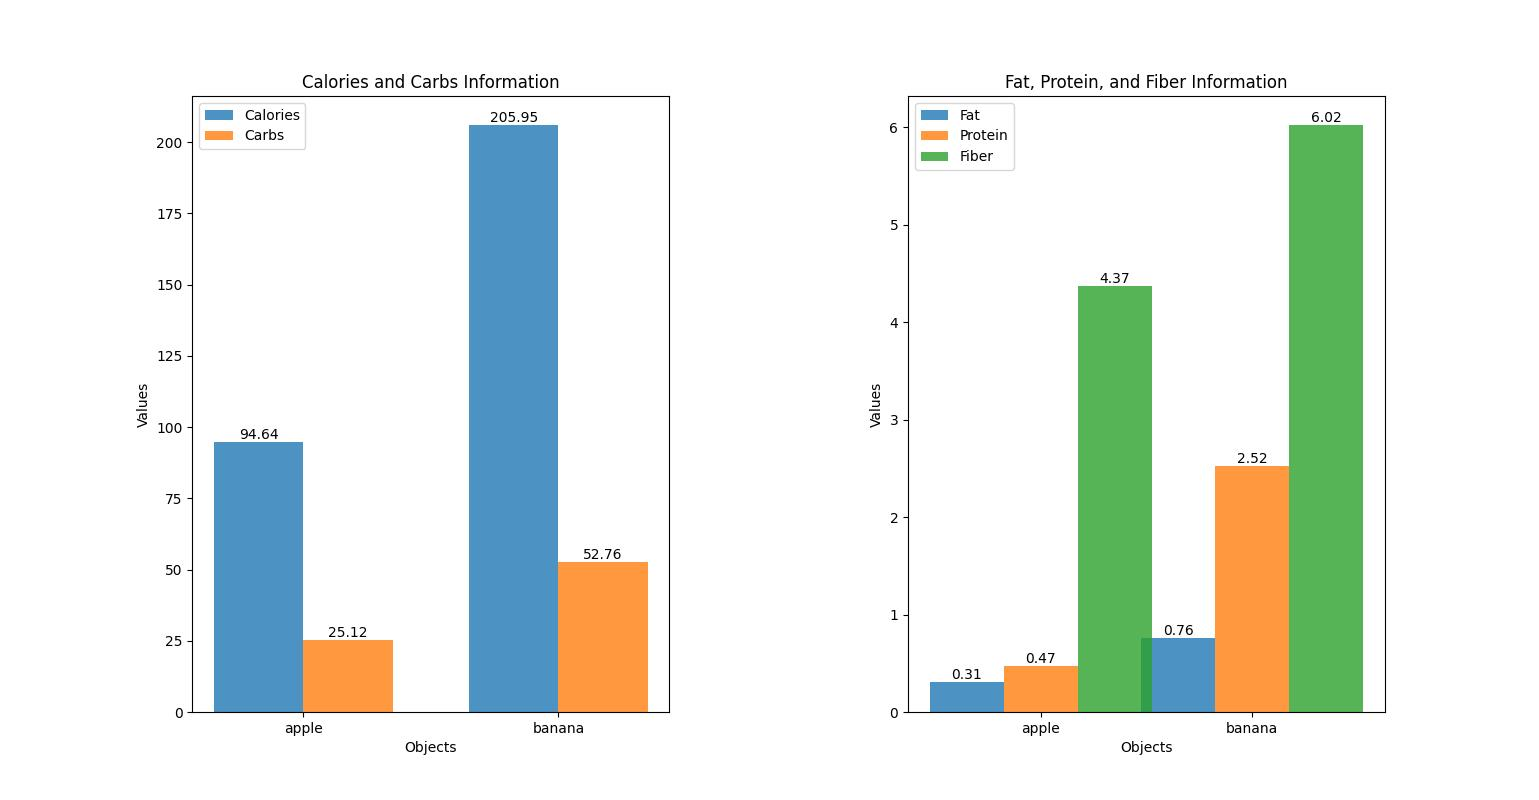 Calories and Carbs Information
Calories
Carbs
205.95
94.64
52.76
25.12
200
175
150
125
100
75
50
25
0
Values
apple
banana
Objects
Fat, Protein, and Fiber Information
Fat
Protein
Fiber
6.02
4.37
2.52
0.76
0.47
0.31
6
5
4
3
2
1
0
Values
apple
banana
Objects